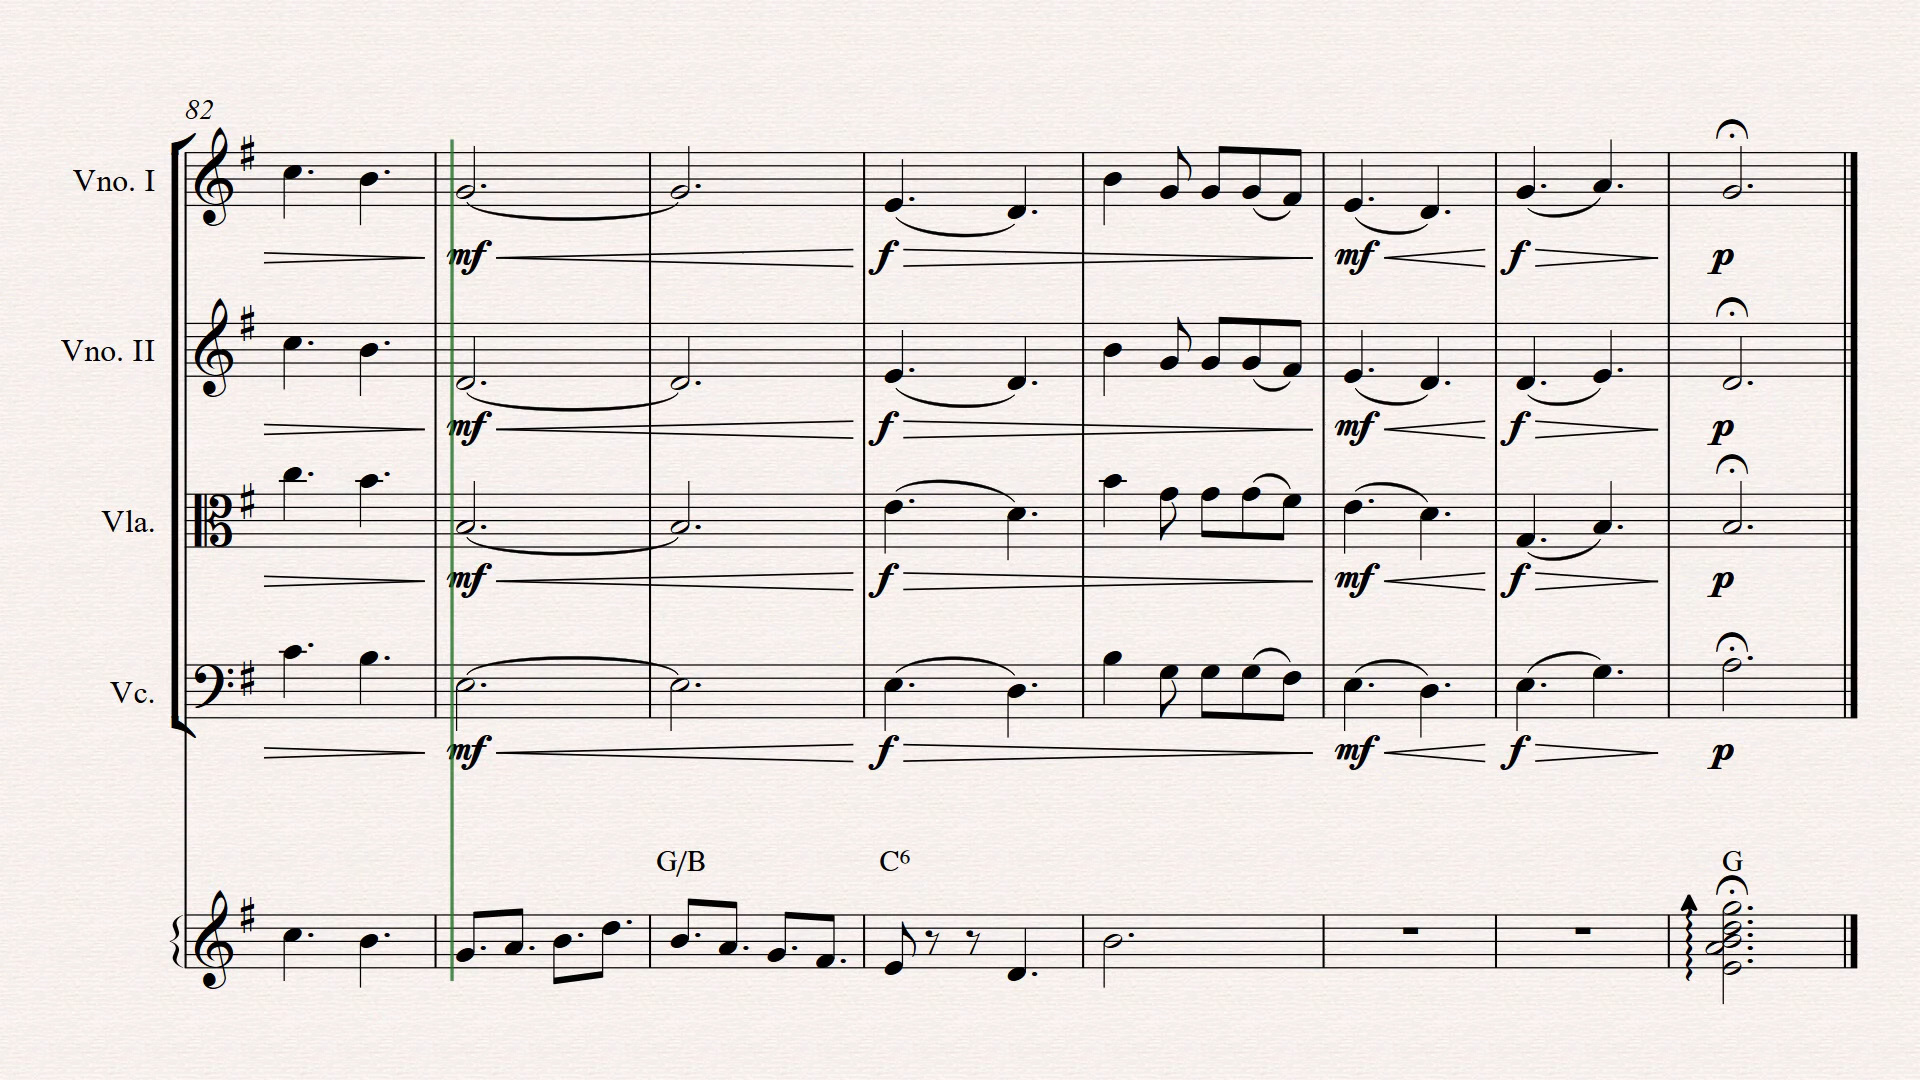 82
Vno. I
mf f mf f p
Vno. II
mf f mf f p
Vla.
mf f mf f p
Vc.
mf f mf f p
G/B C6 G